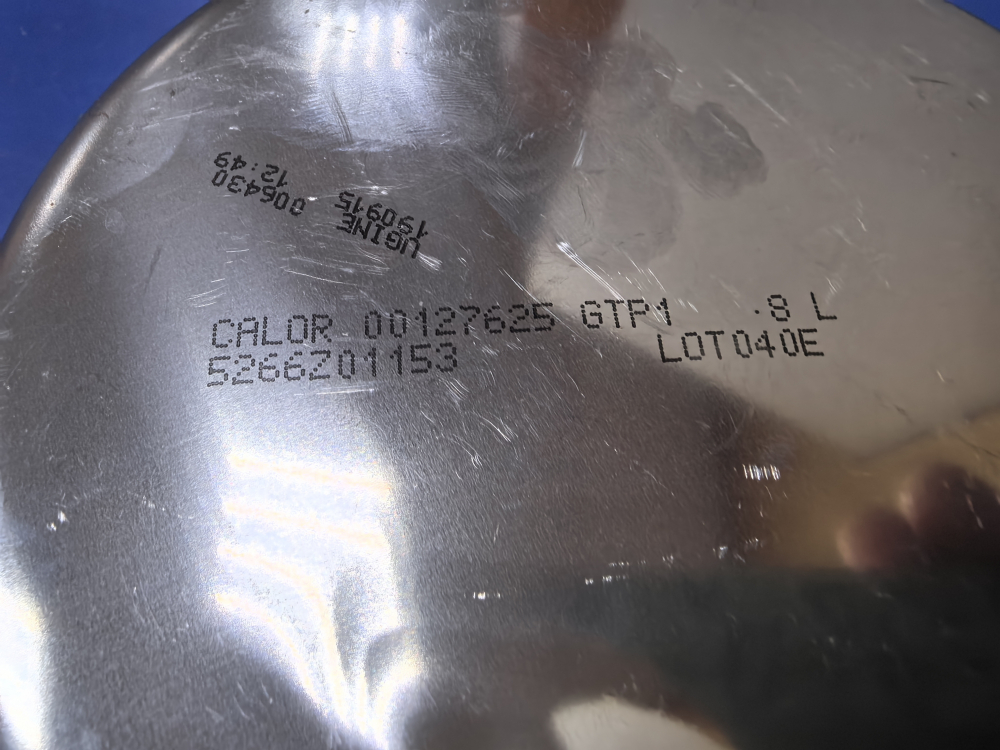 CALOR 00127625 GTP1 .8 L
5266Z01153 LOT040E
UGINE 006430
190915 12:49